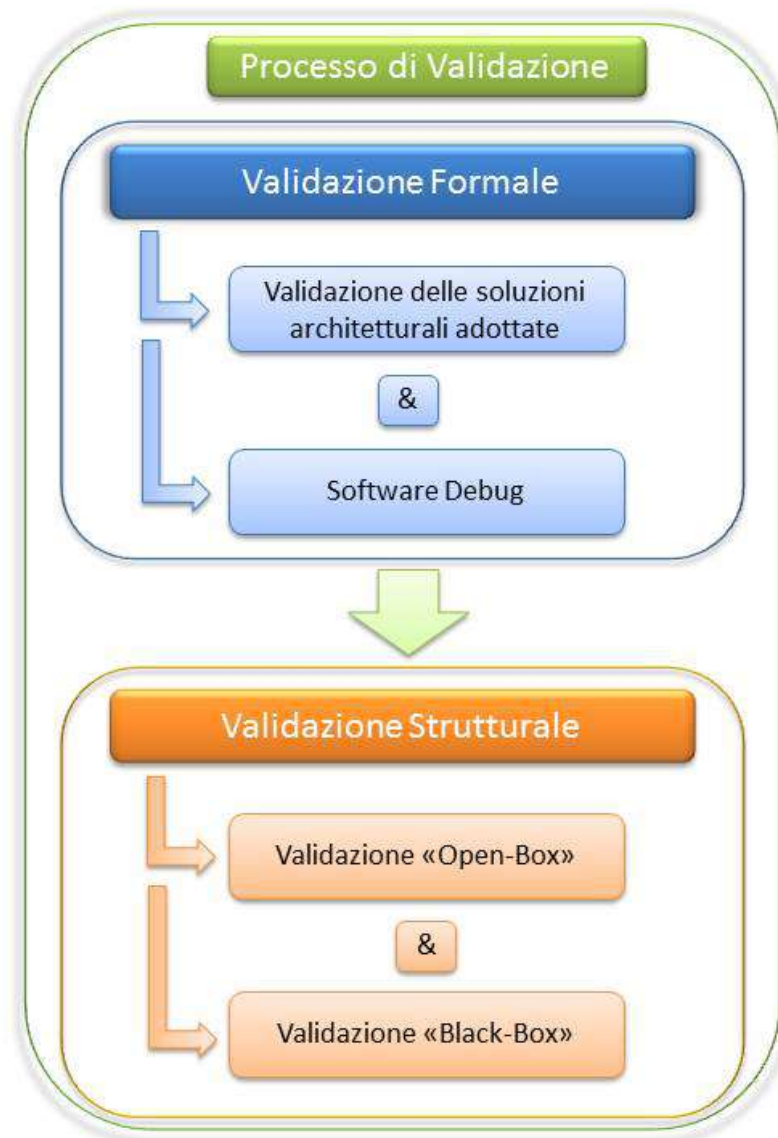 Processo di Validazione
Validazione Formale
Validazione delle soluzioni
architetturali adottate
&
Software Debug
Validazione Strutturale
Validazione «Open-Box»
&
Validazione «Black-Box»